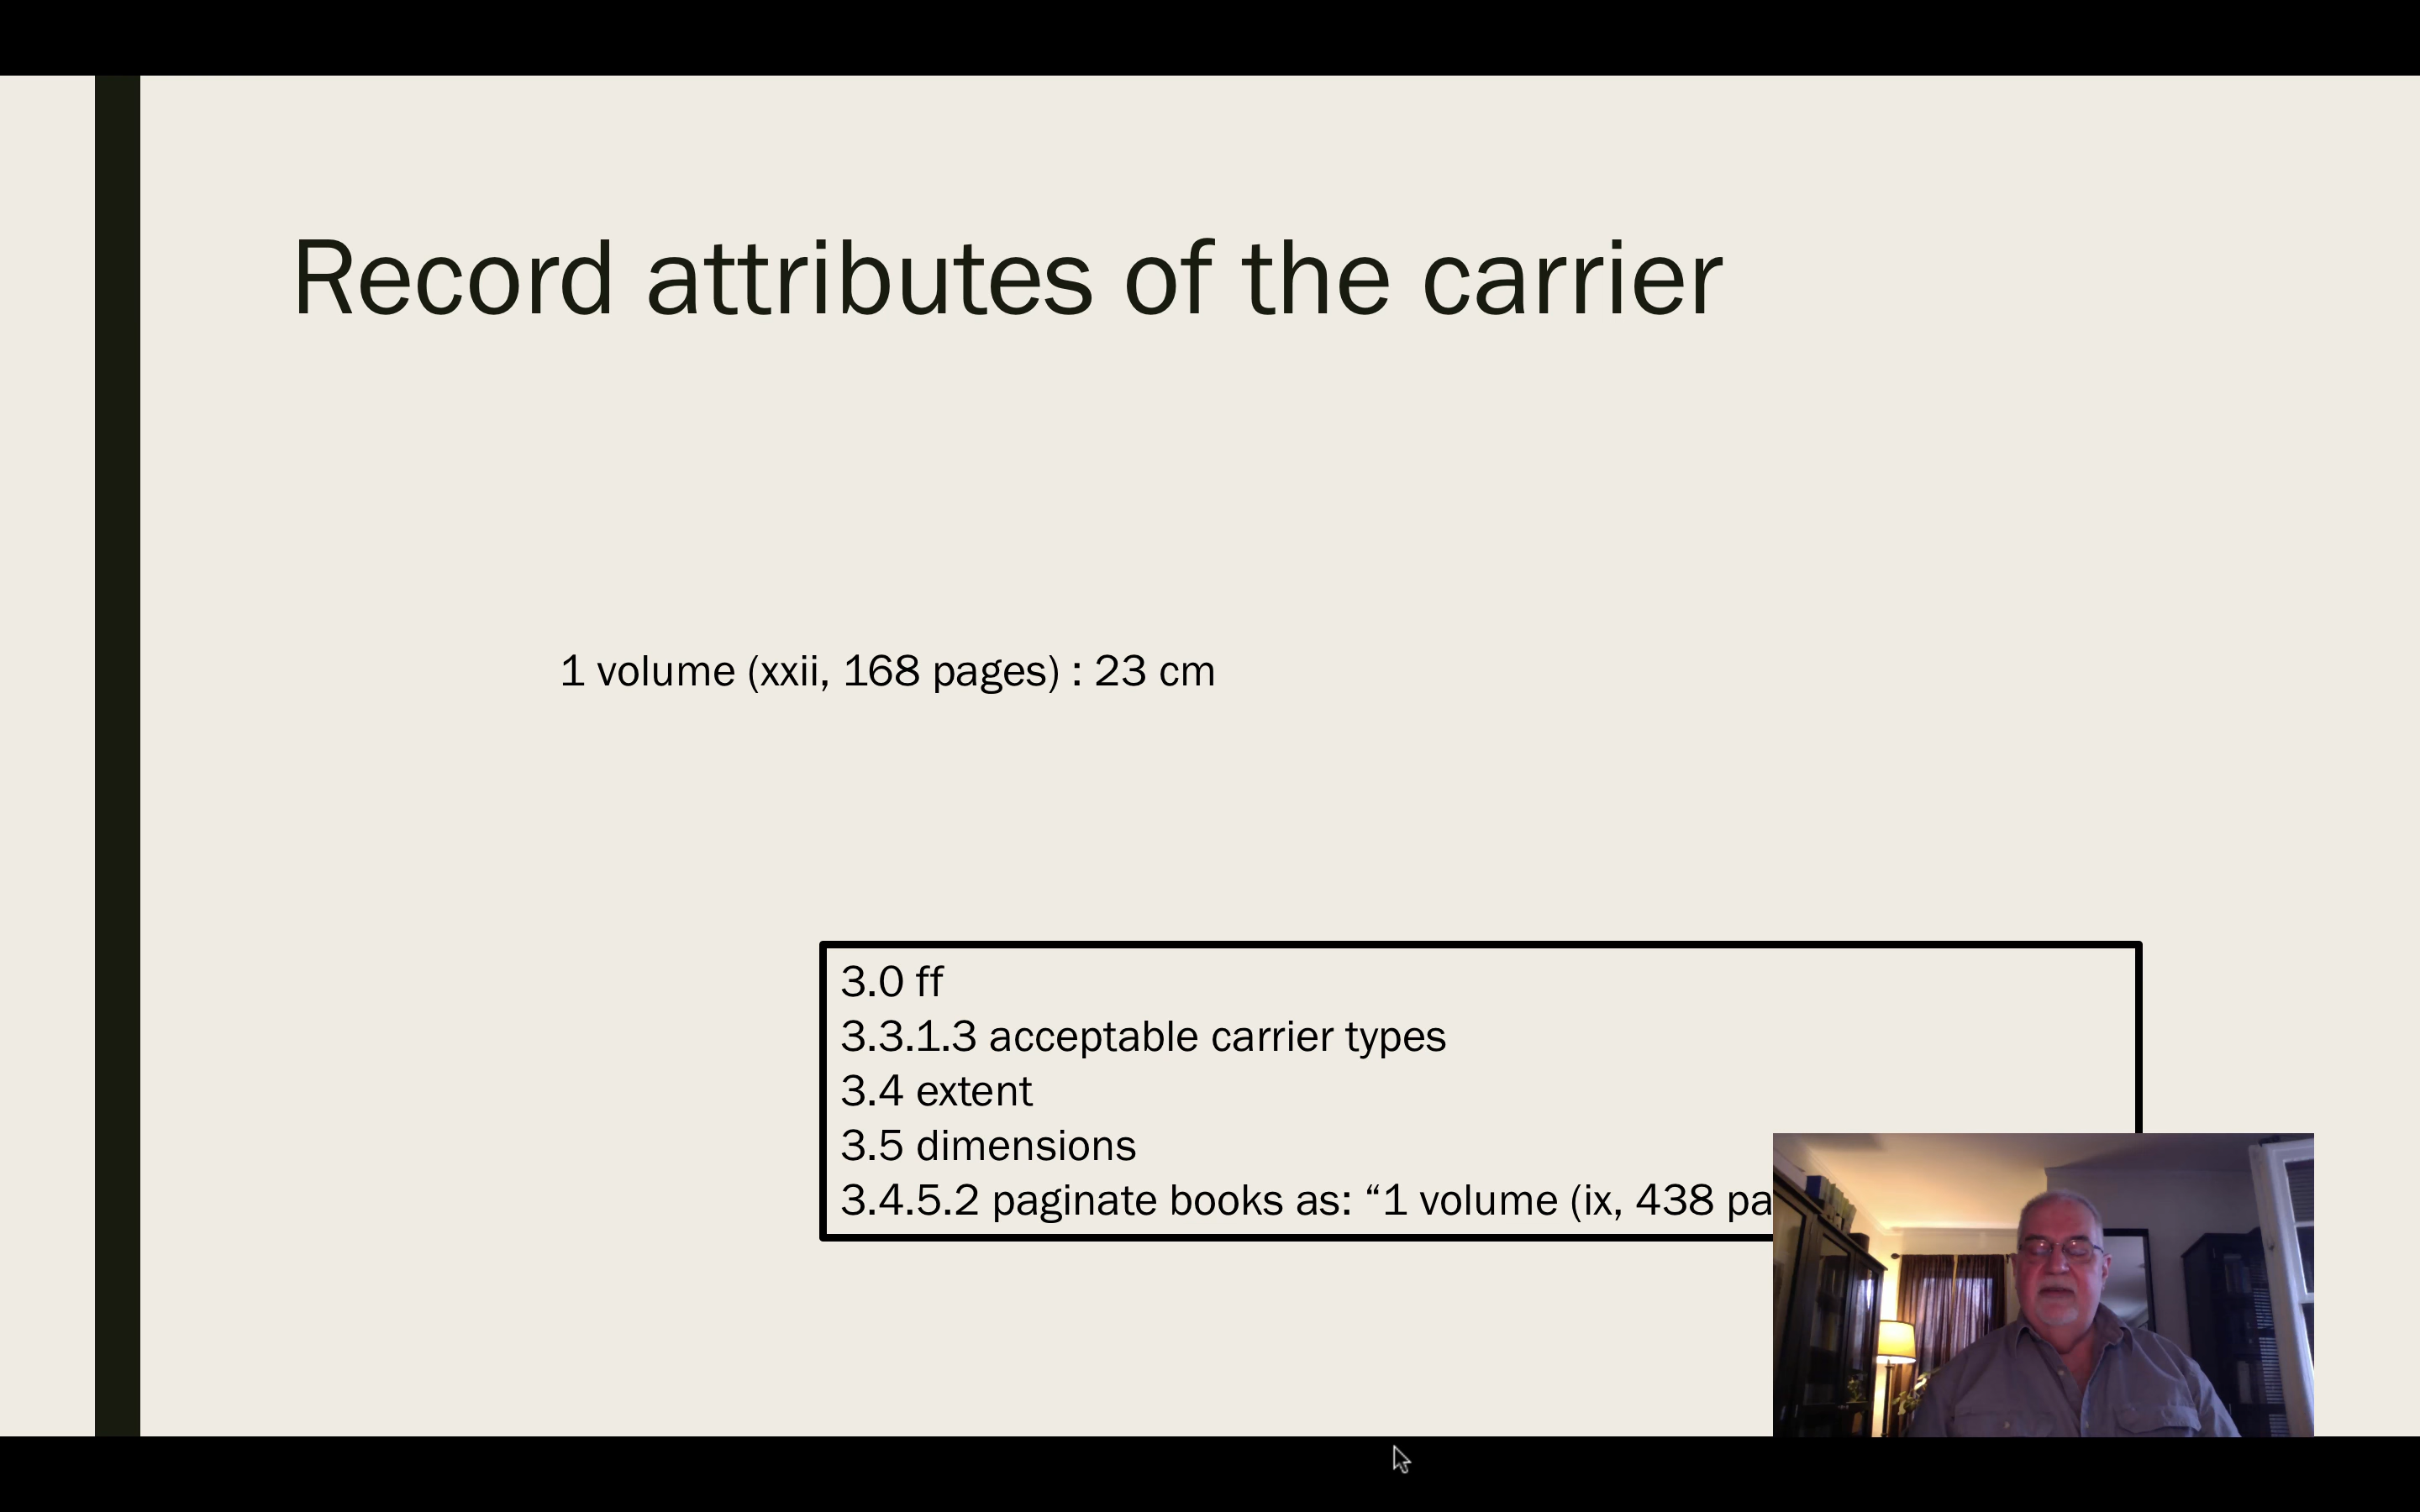 Record attributes of the carrier
1 volume (xxii, 168 pages) : 23 cm
3.0 ff
3.3.1.3 acceptable carrier types
3.4 extent
3.5 dimensions
3.4.5.2 paginate books as: “1 volume (ix, 438 pa